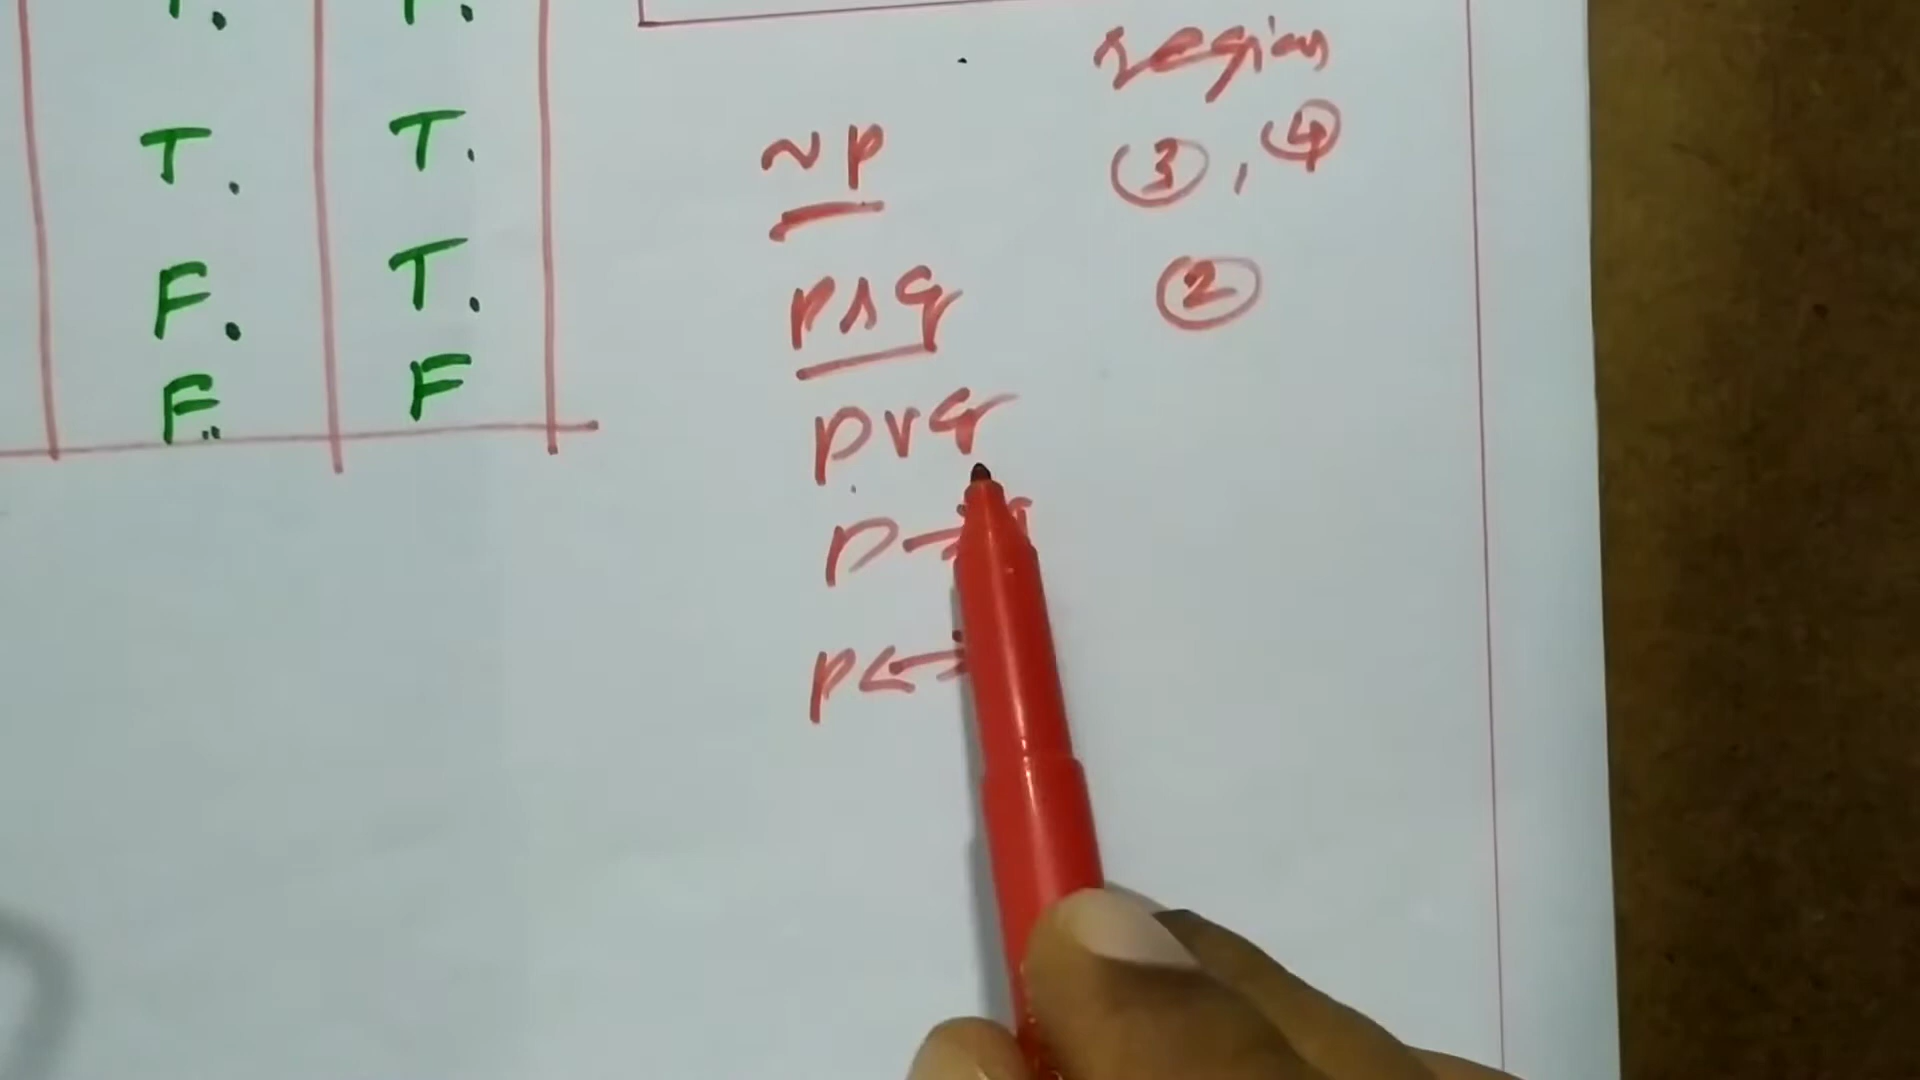 T. T.
region
T. T. ~p ③, ④
F. T. p∧q ②
F. F p∨q
p→
p↔